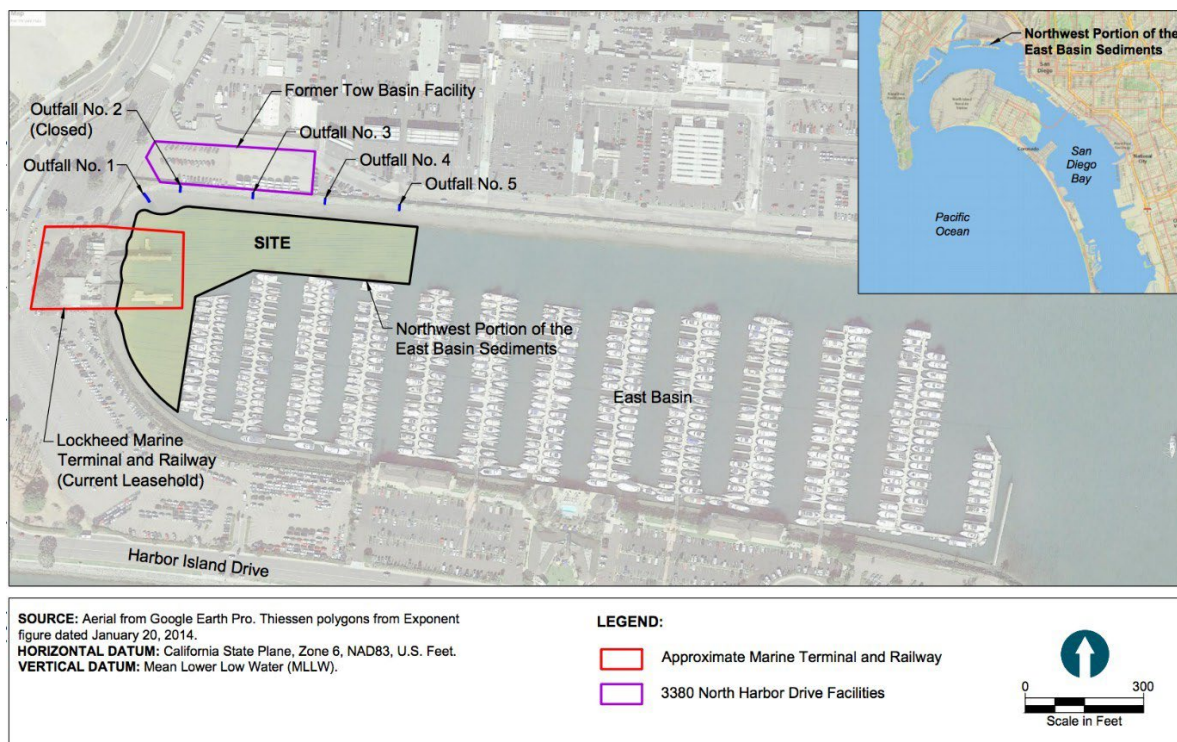 Northwest Portion of the
East Basin Sediments
San
Diego
Bay
Pacific
Ocean
National
City
San
Diego
Former Tow Basin Facility
Outfall No. 2
(Closed)
Outfall No. 3
Outfall No. 1
Outfall No. 4
Outfall No. 5
SITE
Northwest Portion of the
East Basin Sediments
East Basin
Lockheed Marine
Terminal and Railway
(Current Leasehold)
Harbor Island Drive
SOURCE: Aerial from Google Earth Pro. Thiessen polygons from Exponent
figure dated January 20, 2014.
HORIZONTAL DATUM: California State Plane, Zone 6, NAD83, U.S. Feet.
VERTICAL DATUM: Mean Lower Low Water (MLLW).
LEGEND:
Approximate Marine Terminal and Railway
3380 North Harbor Drive Facilities
0 300
Scale in Feet